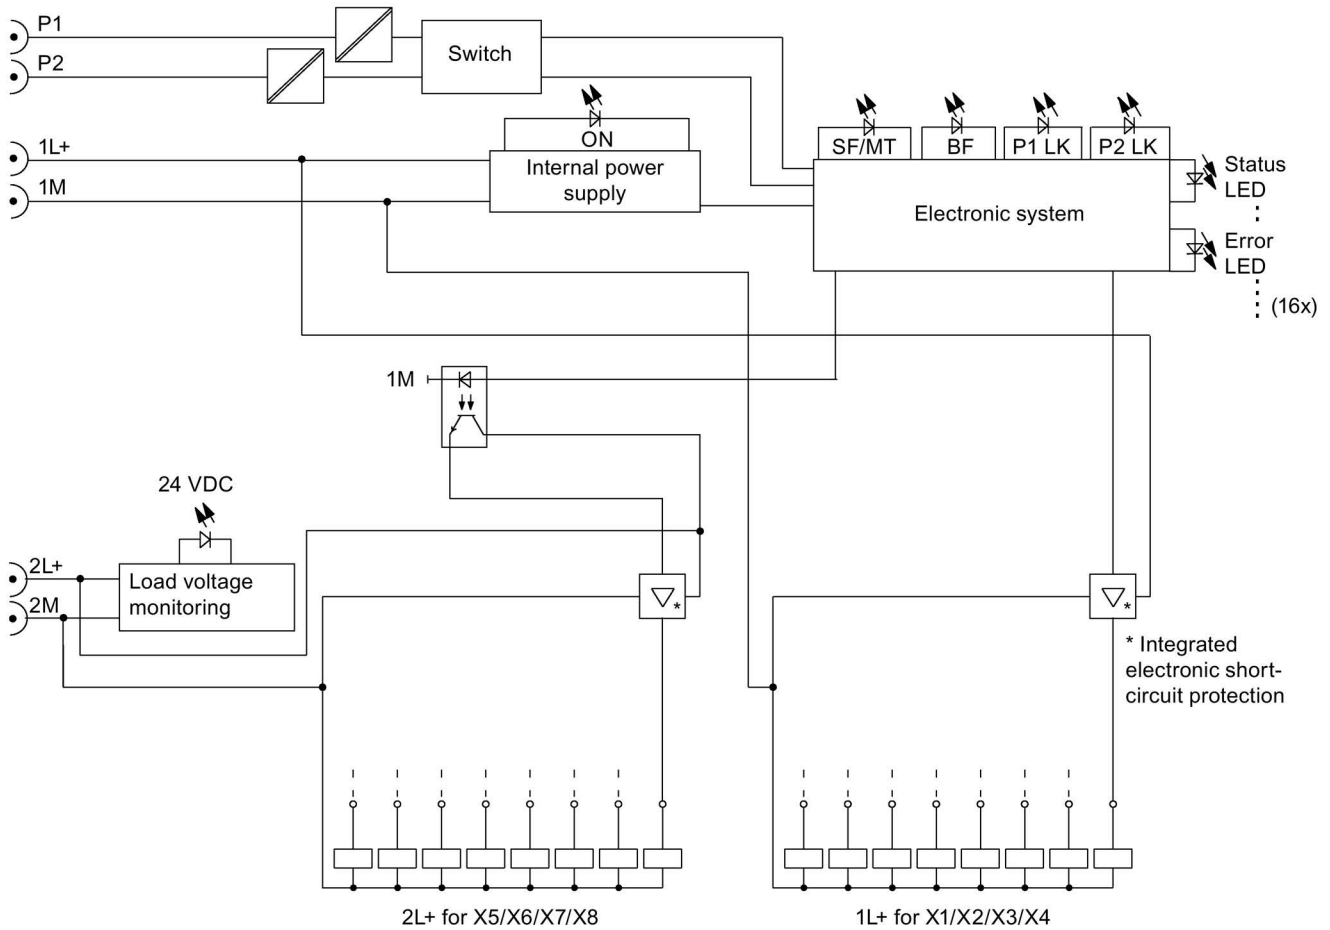 P1
P2
Switch
1L+
1M
ON
Internal power
supply
SF/MT
BF
P1 LK
P2 LK
Electronic system
Status
LED
Error
LED
(16x)
1M
24 VDC
2L+
2M
Load voltage
monitoring
*
*
* Integrated
electronic short-
circuit protection
2L+ for X5/X6/X7/X8
1L+ for X1/X2/X3/X4